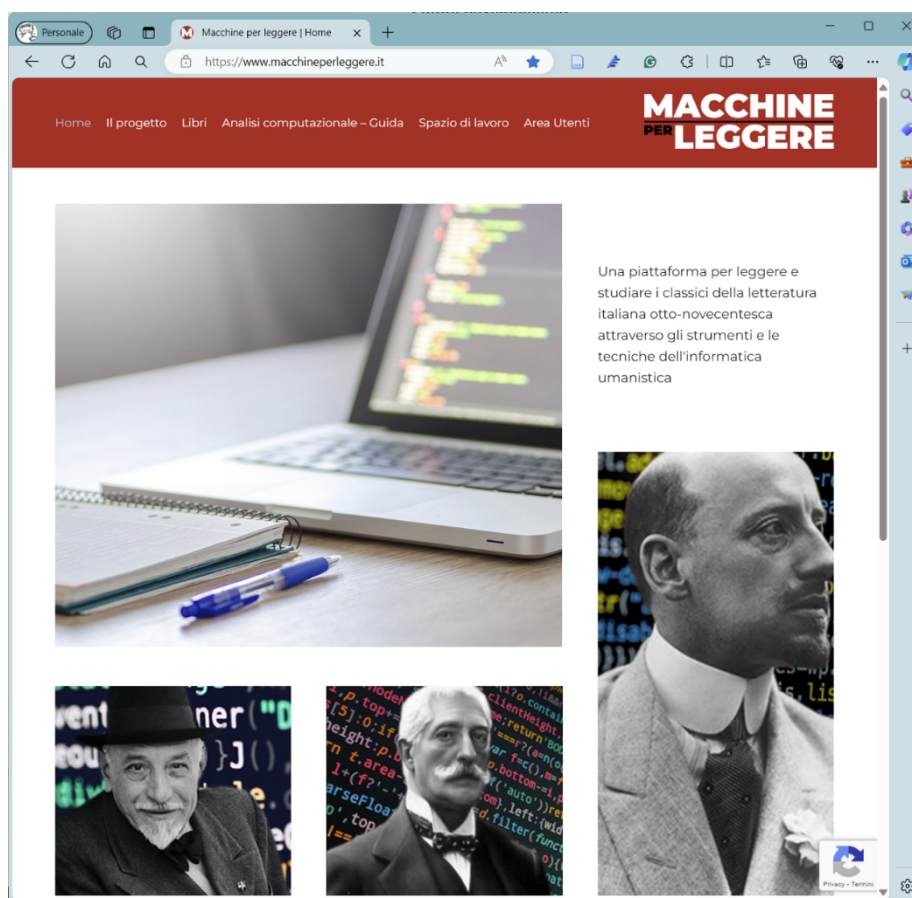 Personale
Macchine per leggere | Home
https://www.macchineperleggere.it
Home Il progetto Libri Analisi computazionale – Guida Spazio di lavoro Area Utenti
MACCHINE
PER LEGGERE
Una piattaforma per leggere e
studiare i classici della letteratura
italiana otto-novecentesca
attraverso gli strumenti e le
tecniche dell'informatica
umanistica
Privacy - Termini